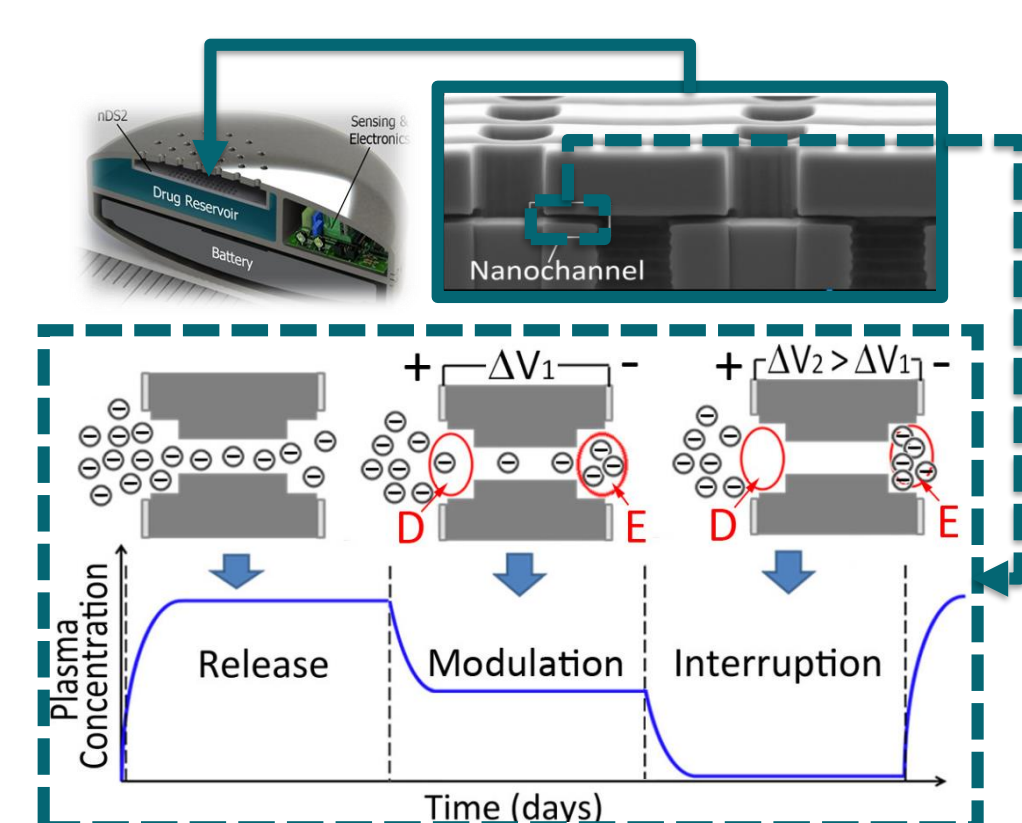 nDS2
Sensing &
Electronics
Drug Reservoir
Battery
Nanochannel
+ ΔV₁ -
+ ΔV₂ > ΔV₁ -
D
E
D
E
Plasma
Concentration
Release
Modulation
Interruption
Time (days)